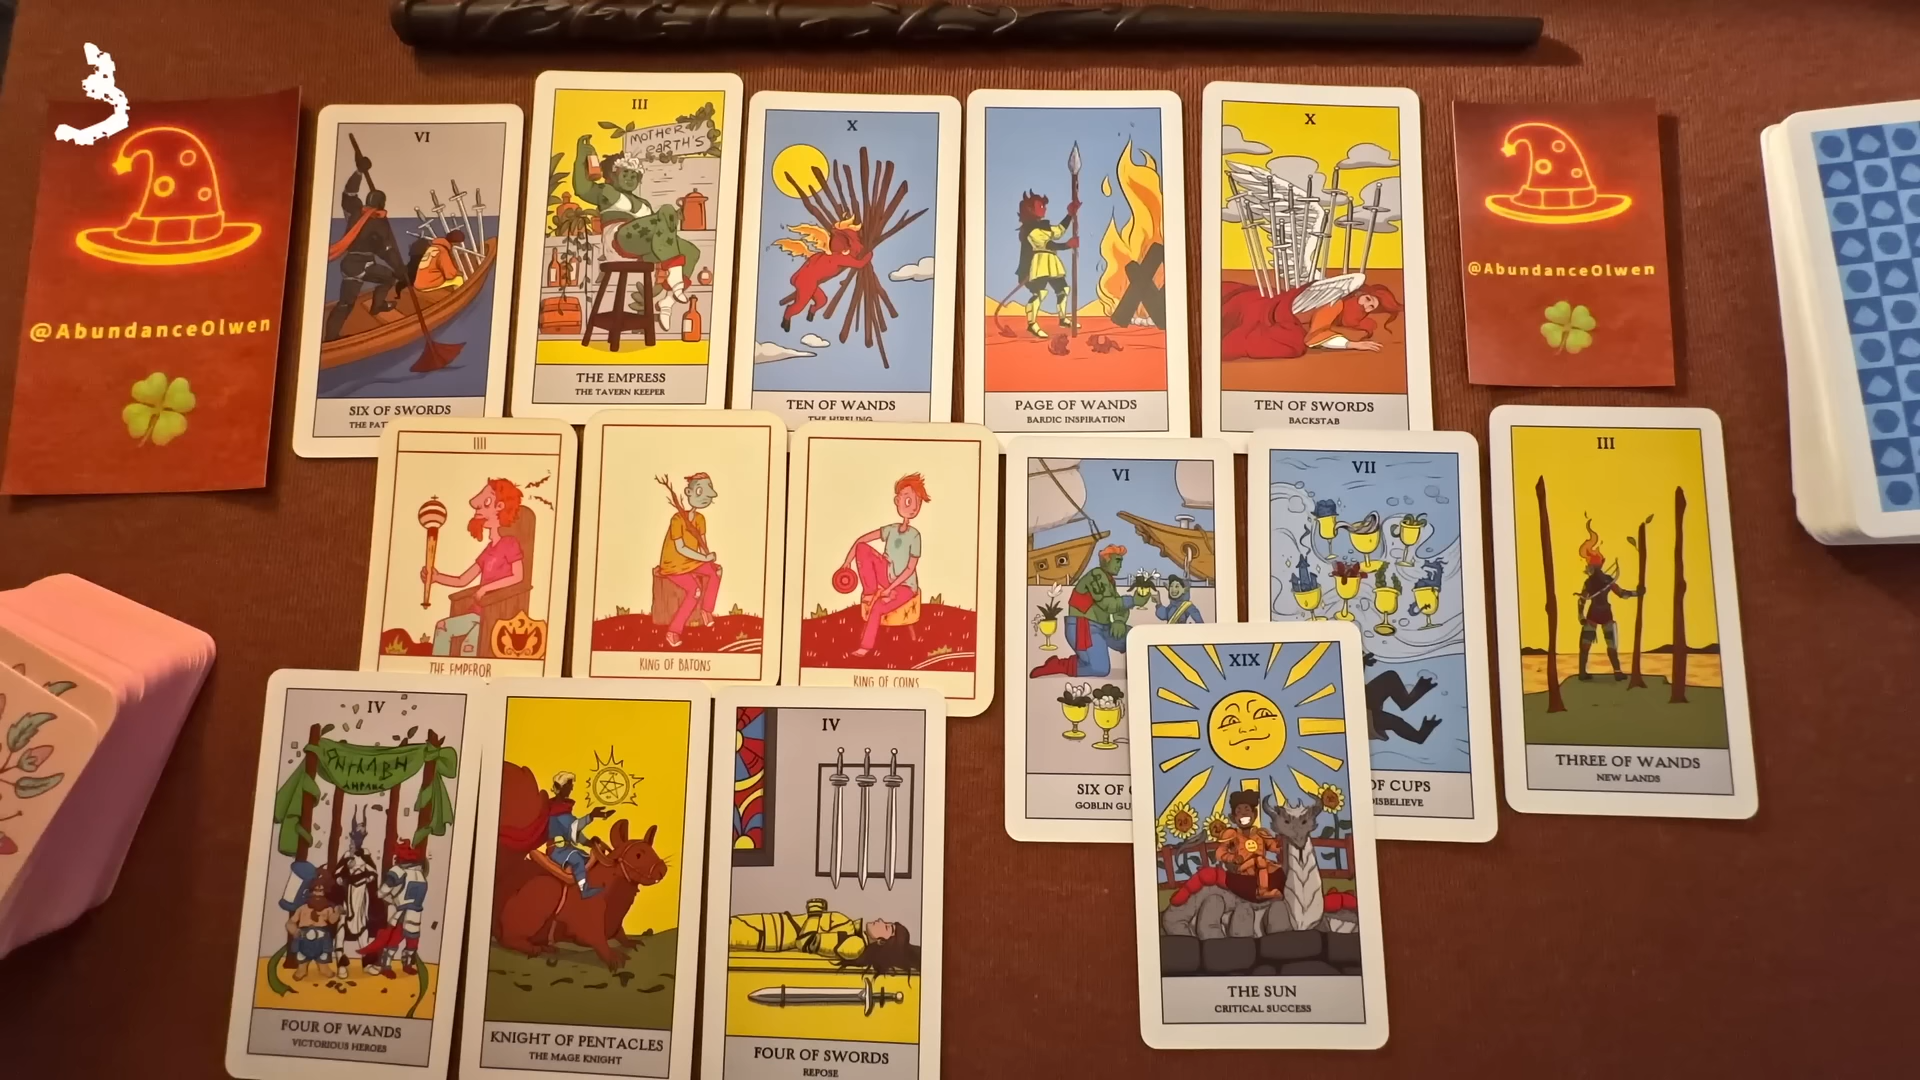 3
@AbundanceOlwen
VI
SIX OF SWORDS
III
MOTHER
EARTH'S
THE EMPRESS
THE TAVERN KEEPER
X
TEN OF WANDS
PAGE OF WANDS
BARDIC INSPIRATION
X
TEN OF SWORDS
BACKSTAB
@AbundanceOlwen
IIII
THE EMPEROR
KING OF BATONS
KING OF COINS
VI
SIX OF
VII
OF CUPS
DISBELIEVE
III
THREE OF WANDS
NEW LANDS
IV
FOUR OF WANDS
VICTORIOUS HEROES
KNIGHT OF PENTACLES
THE MAGE KNIGHT
IV
FOUR OF SWORDS
REPOSE
XIX
THE SUN
CRITICAL SUCCESS